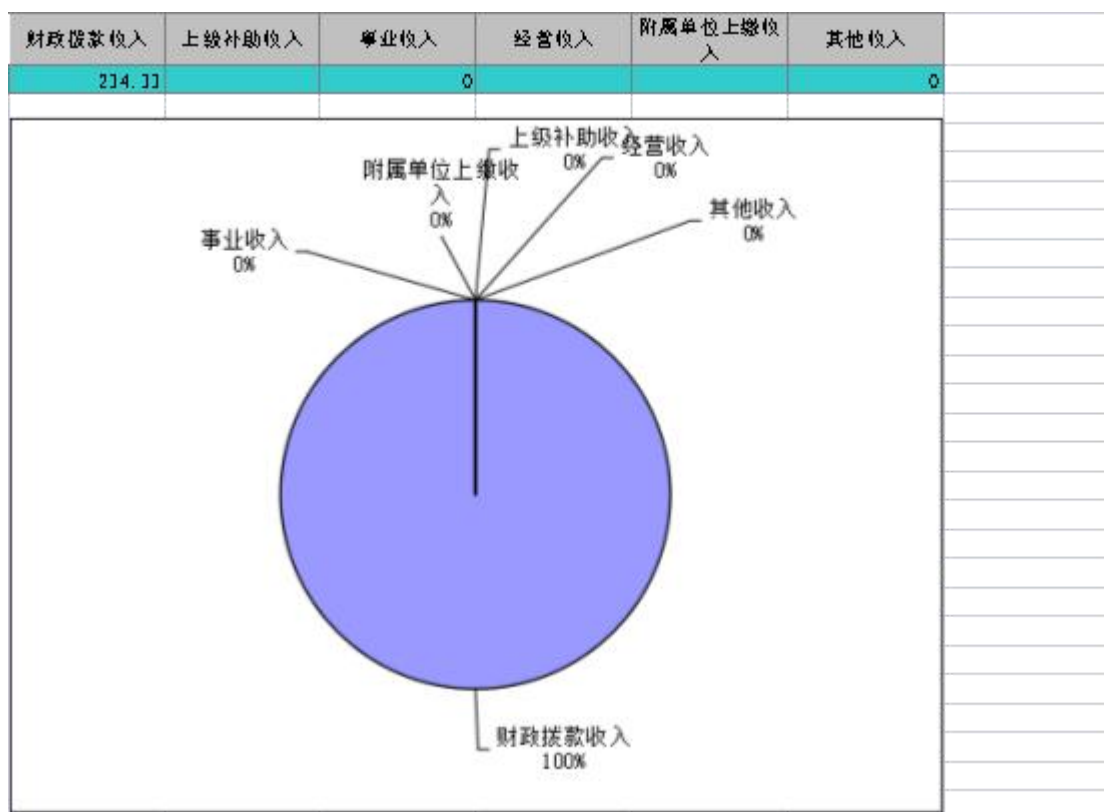 财政拨款收入 上级补助收入 事业收入 经营收入 附属单位上缴收入 其他收入
234.33 0 0
上级补助收入
0%
经营收入
0%
附属单位上缴收
入
0%
其他收入
0%
事业收入
0%
财政拨款收入
100%